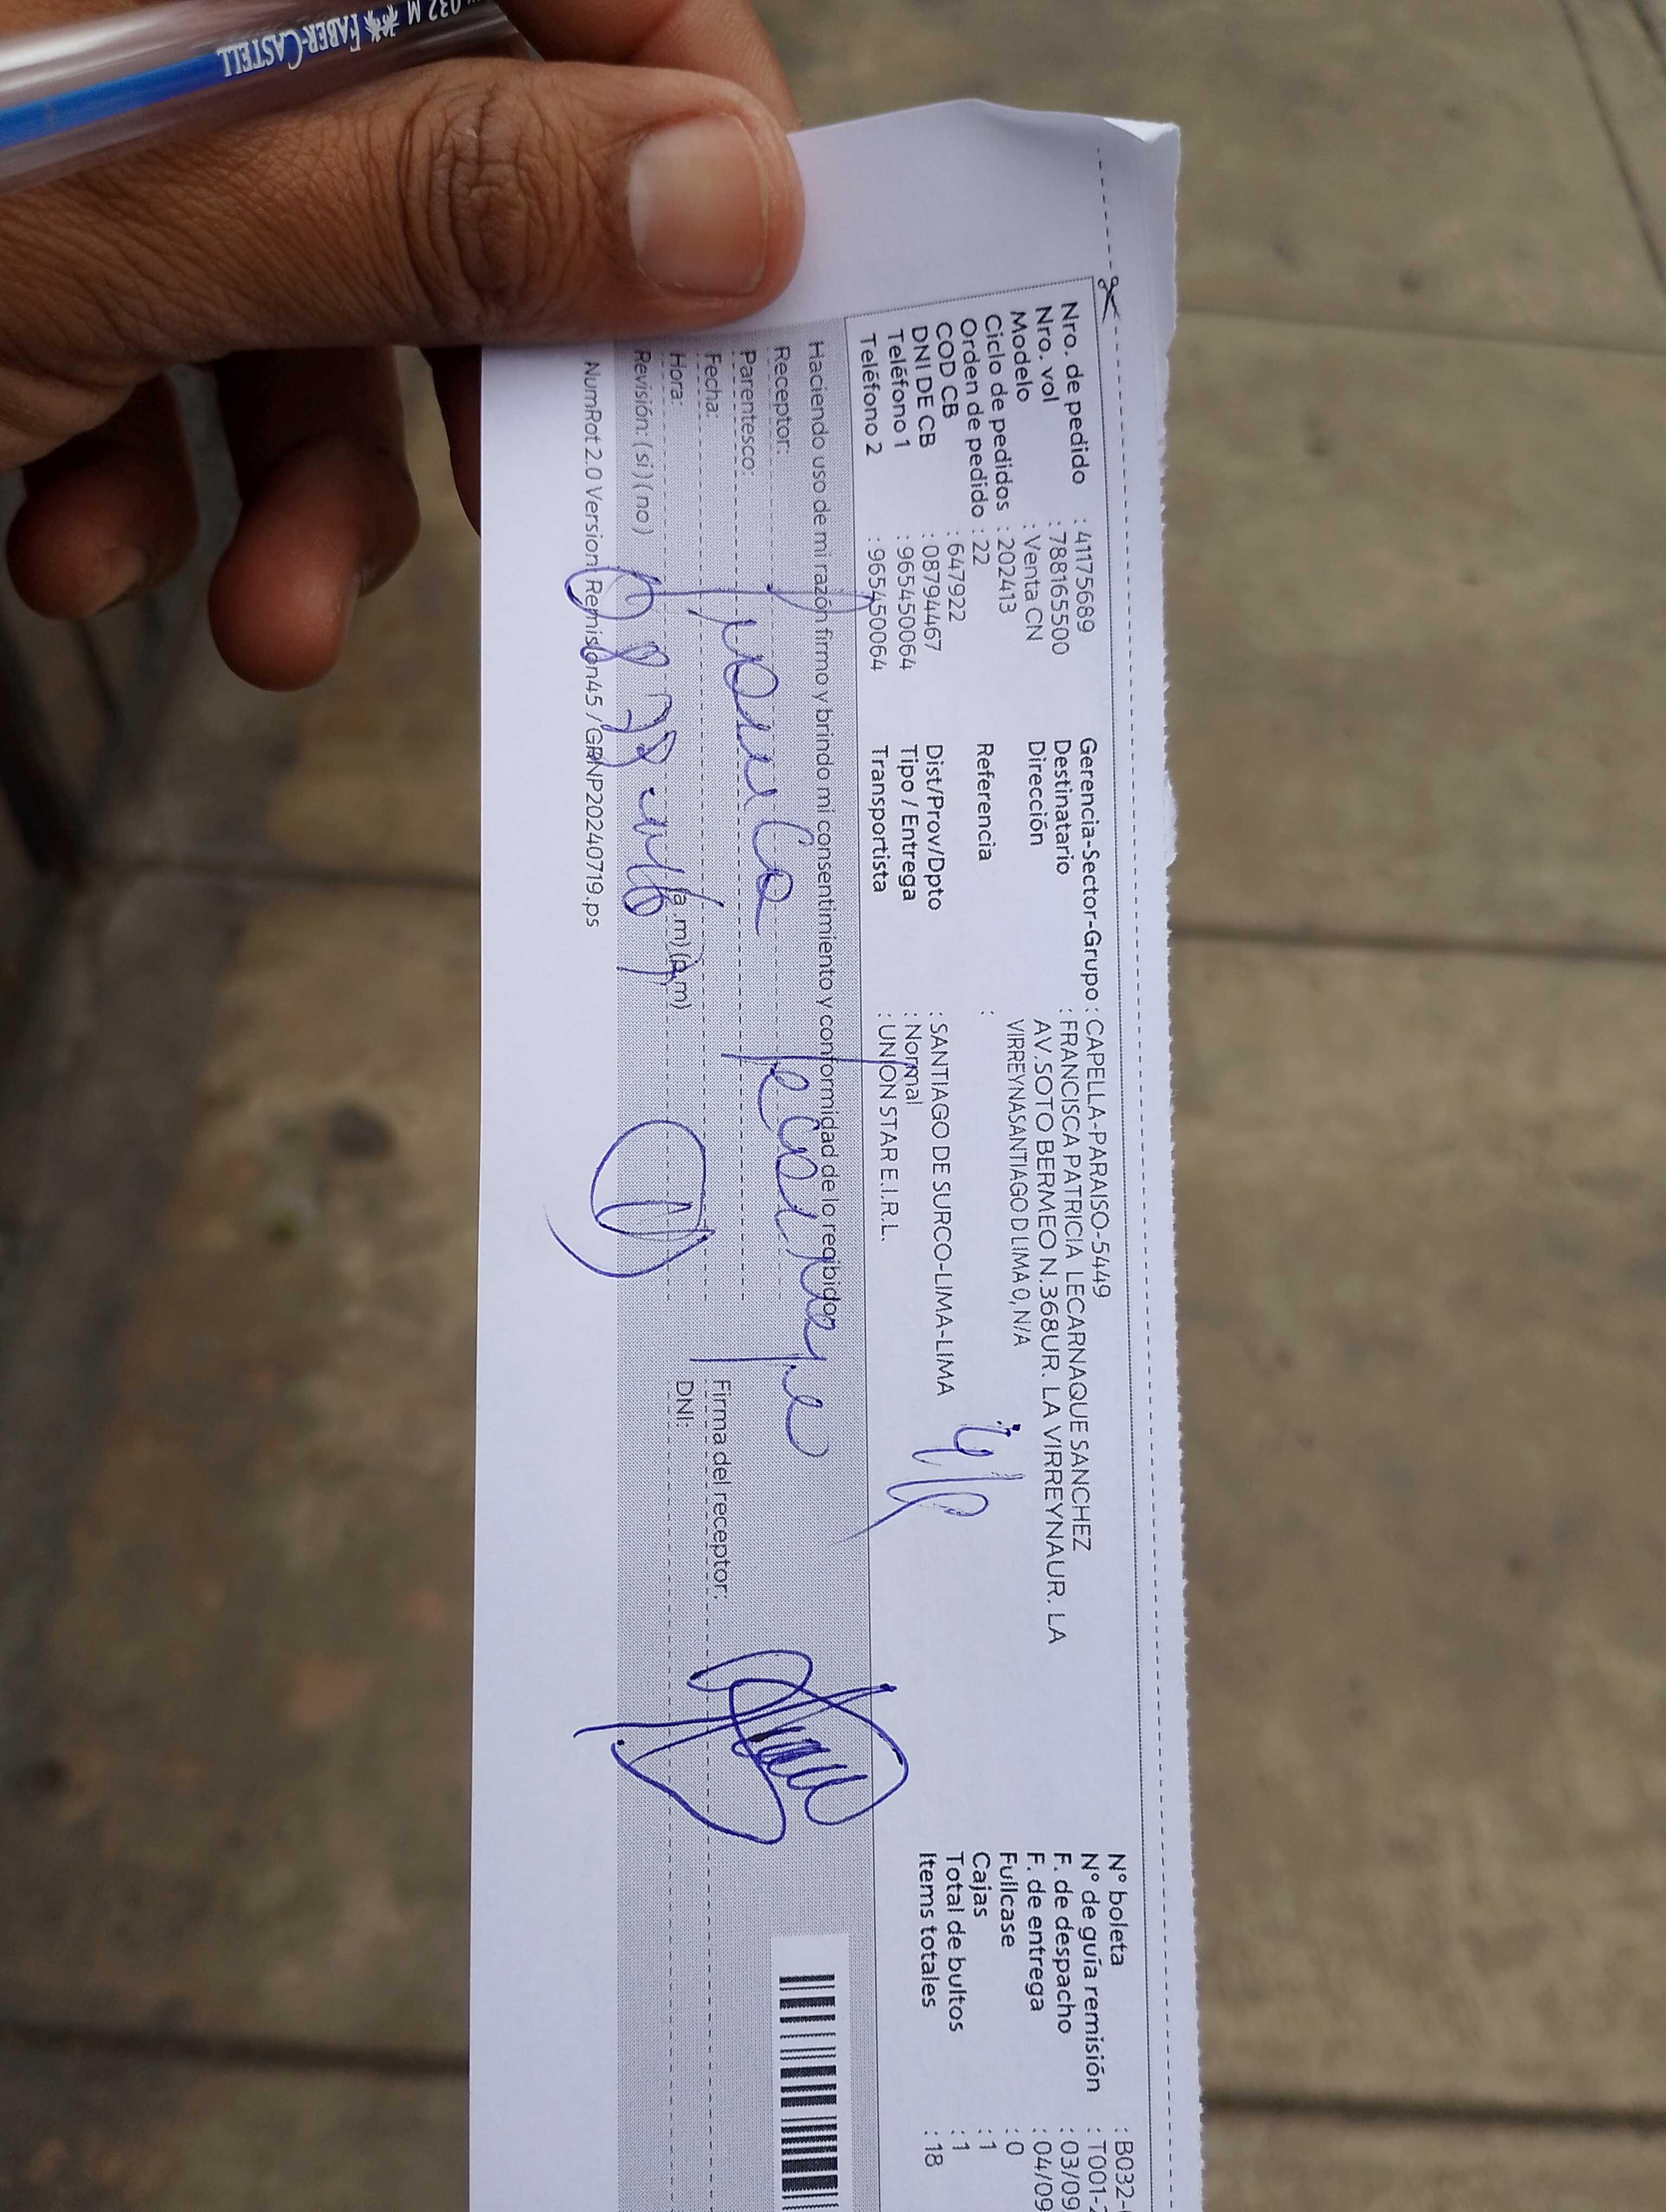 032 M FABER-CASTELL
Nro. de pedido : 41175689
Nro. vol : 788165500
Modelo : Venta CN
Ciclo de pedidos : 202413
Orden de pedido : 22
COD CB : 647922
DNI DE CB : 08794467
Teléfono 1 : 965450064
Teléfono 2 : 965450064
Gerencia-Sector-Grupo : CAPELLA-PARAISO-5449
Destinatario : FRANCISCA PATRICIA LECARNAQUE SANCHEZ
Dirección AV. SOTO BERMEO N.368UR. LA VIRREYNAUR. LA
VIRREYNASANTIAGO D LIMA 0, N/A
Referencia :
Dist/Prov/Dpto : SANTIAGO DE SURCO-LIMA-LIMA
Tipo / Entrega : Normal
Transportista : UNION STAR E.I.R.L.
N° boleta : B032-
N° de guía remisión : T001-
F. de despacho : 03/09
F. de entrega : 04/09
Fullcase : 0
Cajas : 1
Total de bultos : 1
Items totales : 18
Haciendo uso de mi razón firmo y brindo mi consentimiento y conformidad de lo recibido
Receptor:
Parentesco:
Fecha:
Hora: (a.m) (p.m)
Revisión: (si) (no)
Firma del receptor:
DNI:
NumRot 2.0 Version Remision45 /GRNP20240719.ps